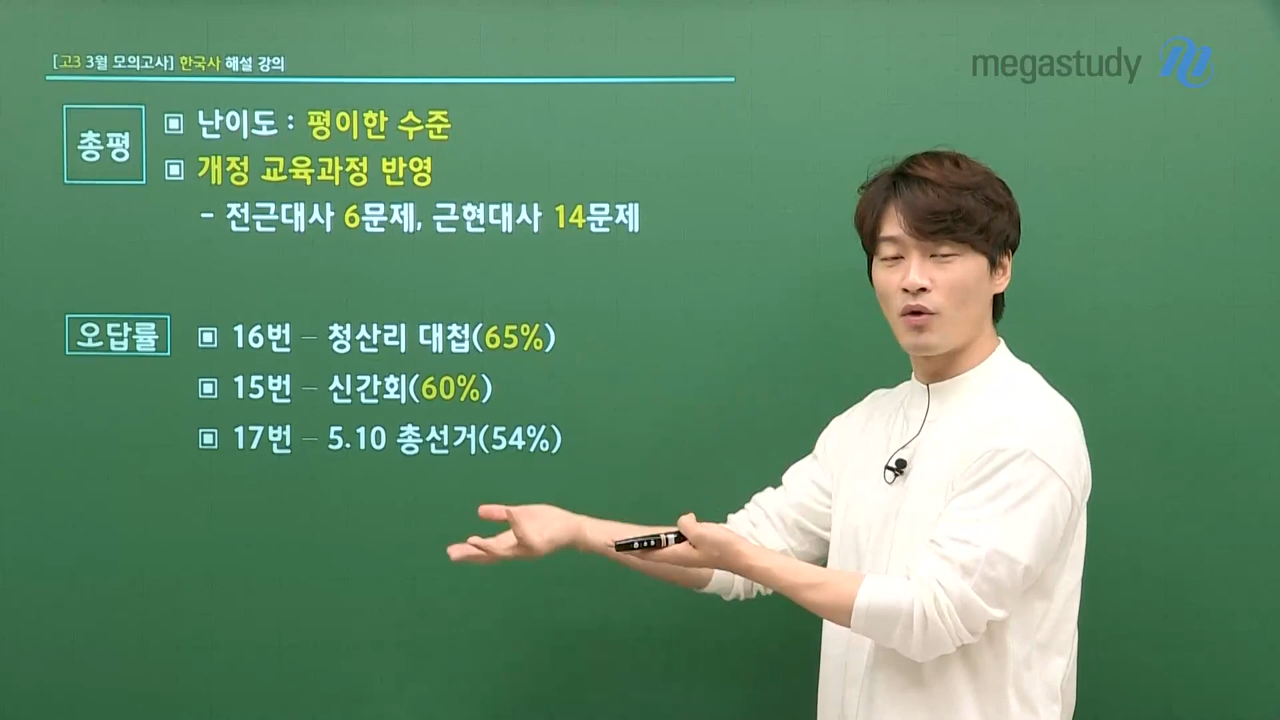 [고3 3월 모의고사] 한국사 해설 강의
megastudy
총평
▣ 난이도 : 평이한 수준
▣ 개정 교육과정 반영
- 전근대사 6문제, 근현대사 14문제
오답률
▣ 16번 – 청산리 대첩(65%)
▣ 15번 – 신간회(60%)
▣ 17번 – 5.10 총선거(54%)